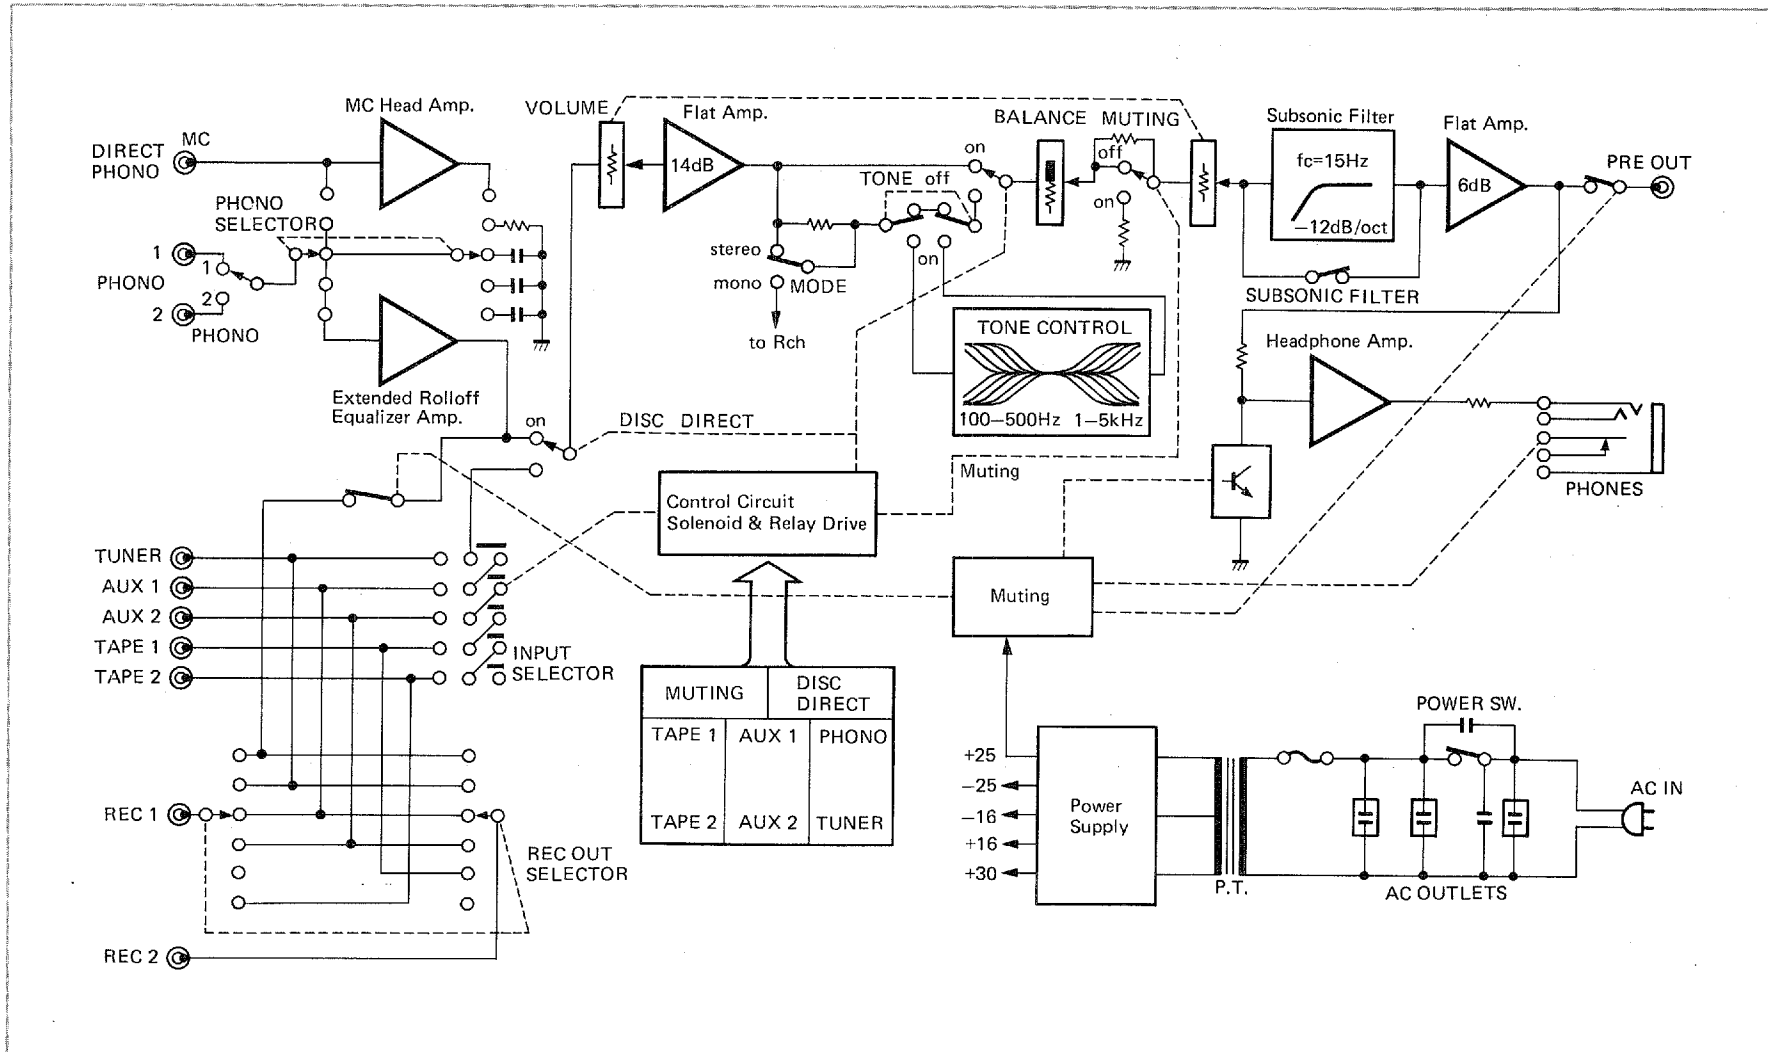 MC Head Amp.
VOLUME
Flat Amp.
BALANCE MUTING
Subsonic Filter
Flat Amp.
DIRECT
PHONO
MC
14dB
on
off
fc=15Hz
−12dB/oct
6dB
PRE OUT
TONE off
on
PHONO
SELECTOR
1
1
PHONO
2
2
PHONO
stereo
mono
MODE
on
to Rch
SUBSONIC FILTER
TONE CONTROL
100−500Hz 1−5kHz
Headphone Amp.
Extended Rolloff
Equalizer Amp.
on
DISC DIRECT
Muting
PHONES
Control Circuit
Solenoid & Relay Drive
TUNER
AUX 1
AUX 2
TAPE 1
TAPE 2
INPUT
SELECTOR
Muting
MUTING
DISC
DIRECT
TAPE 1
AUX 1
PHONO
TAPE 2
AUX 2
TUNER
POWER SW.
+25
−25
−16
+16
+30
Power
Supply
P.T.
AC IN
AC OUTLETS
REC 1
REC OUT
SELECTOR
REC 2